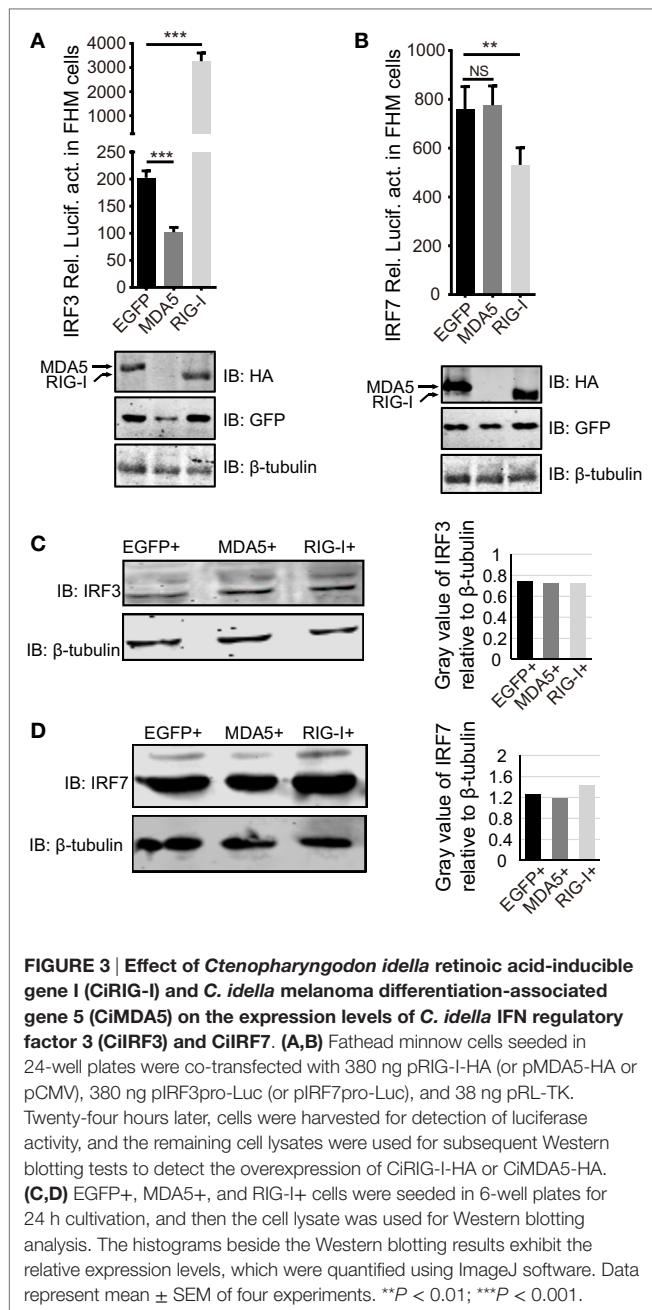 A
IRF3 Rel. Lucif. act. in FHM cells
4000
3000
2000
1000
200
150
100
50
0
***
***
EGFP
MDA5
RIG-I
MDA5
RIG-I
IB: HA
IB: GFP
IB: β-tubulin
B
IRF7 Rel. Lucif. act. in FHM cells
1000
800
600
400
200
0
**
NS
EGFP
MDA5
RIG-I
MDA5
RIG-I
IB: HA
IB: GFP
IB: β-tubulin
C
EGFP+ MDA5+ RIG-I+
IB: IRF3
IB: β-tubulin
Gray value of IRF3
relative to β-tubulin
1
0.8
0.6
0.4
0.2
0
EGFP+
MDA5+
RIG-I+
D
EGFP+ MDA5+ RIG-I+
IB: IRF7
IB: β-tubulin
Gray value of IRF7
relative to β-tubulin
2
1.6
1.2
0.8
0.4
0
EGFP+
MDA5+
RIG-I+
FIGURE 3 | Effect of Ctenopharyngodon idella retinoic acid-inducible
gene I (CiRIG-I) and C. idella melanoma differentiation-associated
gene 5 (CiMDA5) on the expression levels of C. idella IFN regulatory
factor 3 (CiIRF3) and CiIRF7. (A,B) Fathead minnow cells seeded in
24-well plates were co-transfected with 380 ng pRIG-I-HA (or pMDA5-HA or
pCMV), 380 ng pIRF3pro-Luc (or pIRF7pro-Luc), and 38 ng pRL-TK.
Twenty-four hours later, cells were harvested for detection of luciferase
activity, and the remaining cell lysates were used for subsequent Western
blotting tests to detect the overexpression of CiRIG-I-HA or CiMDA5-HA.
(C,D) EGFP+, MDA5+, and RIG-I+ cells were seeded in 6-well plates for
24 h cultivation, and then the cell lysate was used for Western blotting
analysis. The histograms beside the Western blotting results exhibit the
relative expression levels, which were quantified using ImageJ software. Data
represent mean ± SEM of four experiments. **P < 0.01; ***P < 0.001.